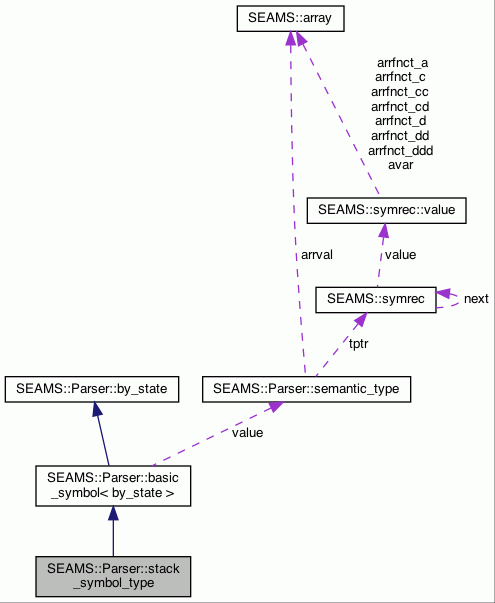 SEAMS::array
arrfnct_a
arrfnct_c
arrfnct_cc
arrfnct_cd
arrfnct_d
arrfnct_dd
arrfnct_ddd
avar
SEAMS::symrec::value
arrval
value
SEAMS::symrec
next
tptr
SEAMS::Parser::by_state
SEAMS::Parser::semantic_type
value
SEAMS::Parser::basic
_symbol< by_state >
SEAMS::Parser::stack
_symbol_type